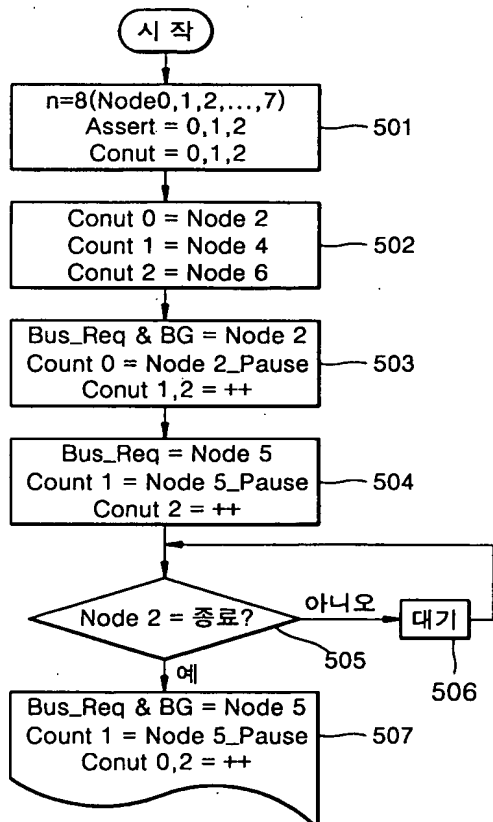 시 작
n=8(Node0,1,2,...,7)
Assert = 0,1,2
Conut = 0,1,2
501
Conut 0 = Node 2
Count 1 = Node 4
Conut 2 = Node 6
502
Bus_Req & BG = Node 2
Count 0 = Node 2_Pause
Conut 1,2 = ++
503
Bus_Req = Node 5
Count 1 = Node 5_Pause
Conut 2 = ++
504
Node 2 = 종료?
505
아니오
대기
506
예
Bus_Req & BG = Node 5
Count 1 = Node 5_Pause
Conut 0,2 = ++
507